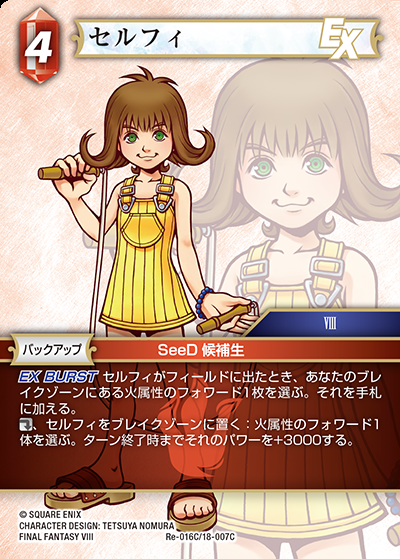 4
セルフィ
EX
VIII
バックアップ
SeeD 候補生
EX BURST セルフィがフィールドに出たとき、あなたのブレ
イクゾーンにある火属性のフォワード1枚を選ぶ。それを手札
に加える。
、セルフィをブレイクゾーンに置く：火属性のフォワード1
体を選ぶ。ターン終了時までそれのパワーを+3000する。
© SQUARE ENIX
CHARACTER DESIGN: TETSUYA NOMURA
FINAL FANTASY VIII
Re-016C/18-007C